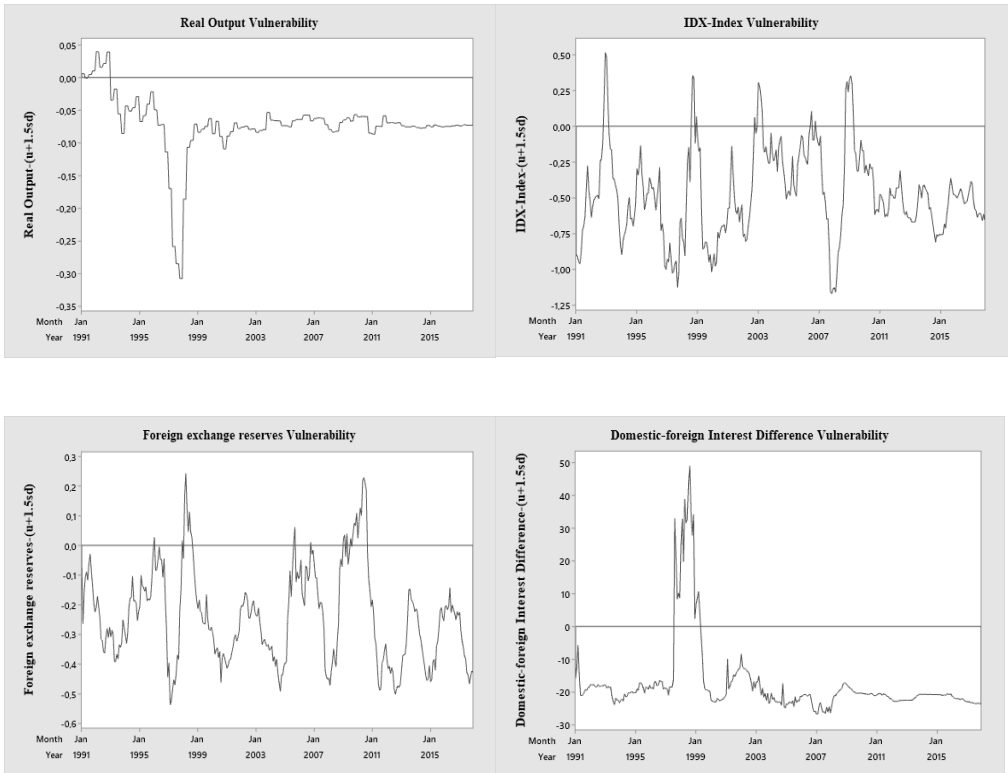 Real Output Vulnerability
Real Output-(u+1.5sd)
0,05
0,00
-0,05
-0,10
-0,15
-0,20
-0,25
-0,30
-0,35
Month Jan Jan Jan Jan Jan Jan Jan
Year 1991 1995 1999 2003 2007 2011 2015
IDX-Index Vulnerability
IDX-Index-(u+1.5sd)
0,50
0,25
0,00
-0,25
-0,50
-0,75
-1,00
-1,25
Month Jan Jan Jan Jan Jan Jan Jan
Year 1991 1995 1999 2003 2007 2011 2015
Foreign exchange reserves Vulnerability
Foreign exchange reserves-(u+1.5sd)
0,3
0,2
0,1
0,0
-0,1
-0,2
-0,3
-0,4
-0,5
-0,6
Month Jan Jan Jan Jan Jan Jan Jan
Year 1991 1995 1999 2003 2007 2011 2015
Domestic-foreign Interest Difference Vulnerability
Domestic-foreign Interest Difference-(u+1.5sd)
50
40
30
20
10
0
-10
-20
-30
Month Jan Jan Jan Jan Jan Jan Jan
Year 1991 1995 1999 2003 2007 2011 2015